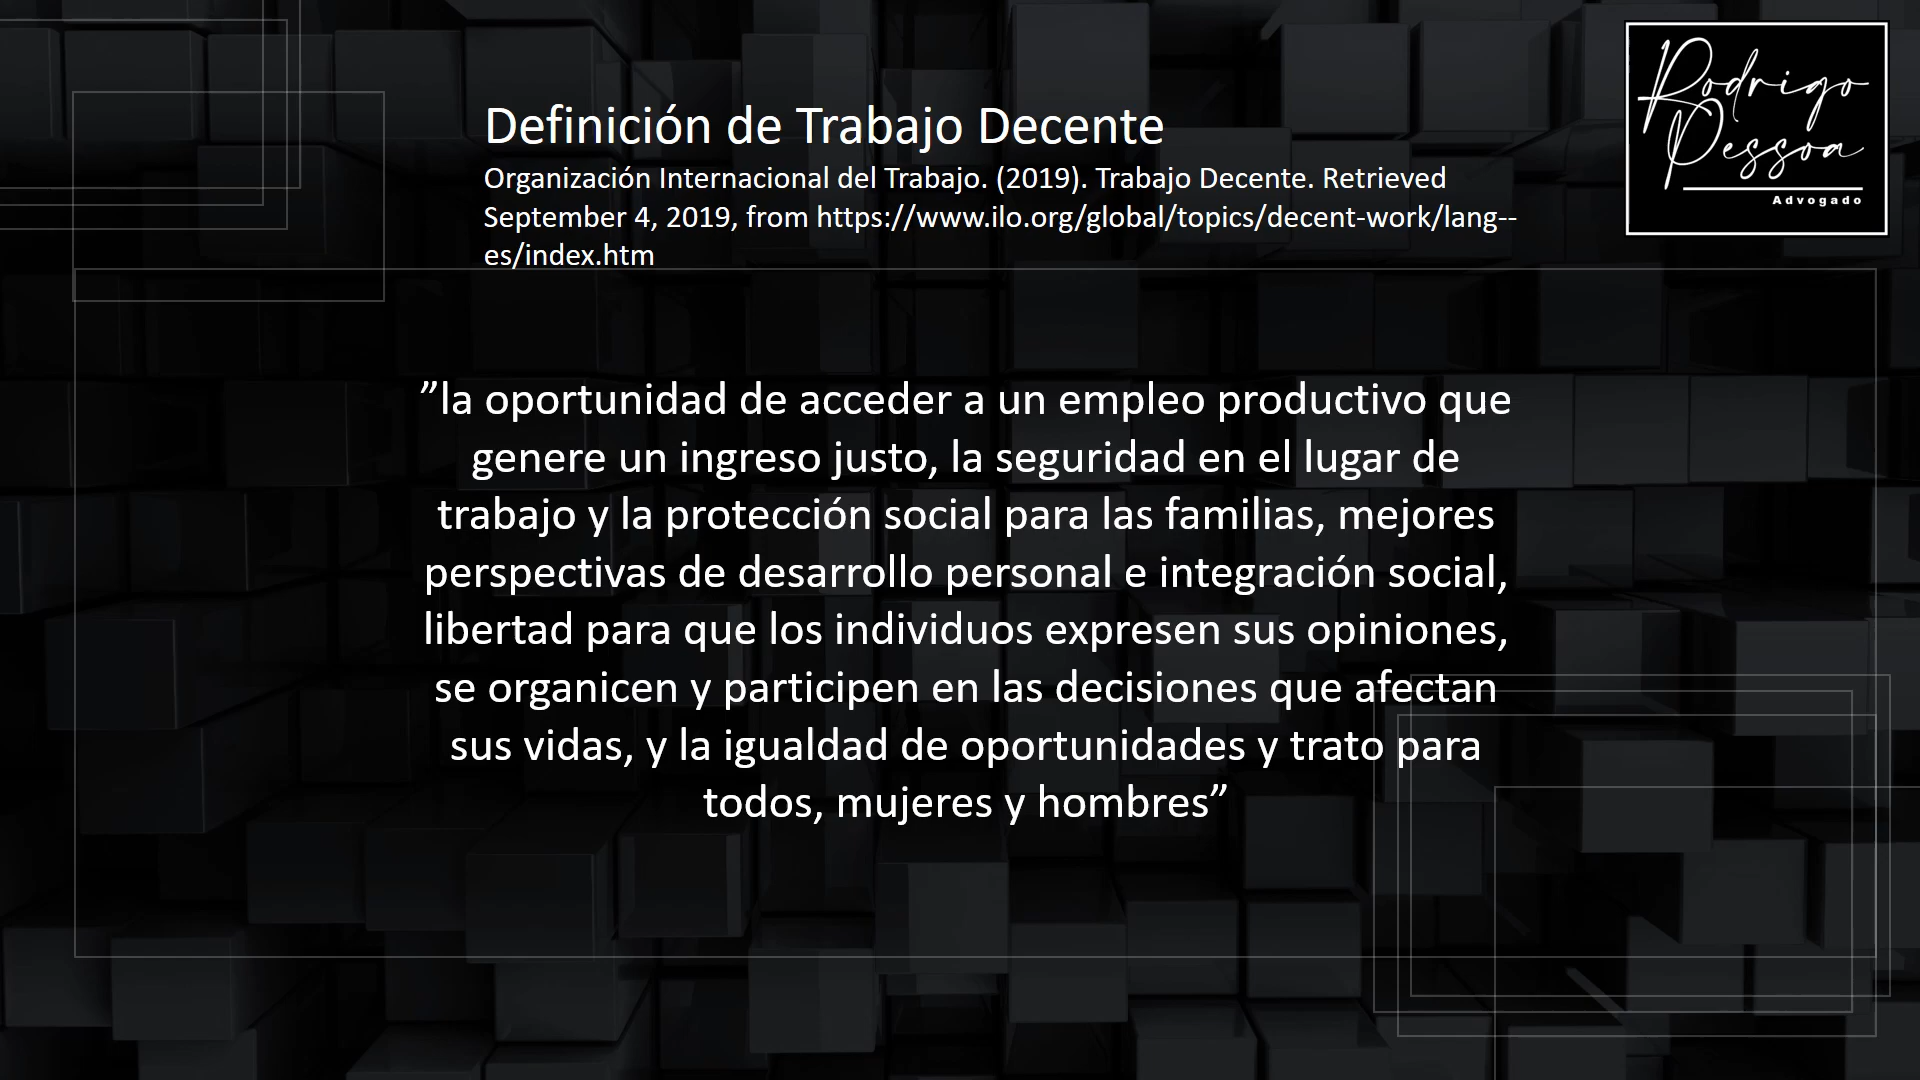 Rodrigo
Pessoa
Advogado
Definición de Trabajo Decente
Organización Internacional del Trabajo. (2019). Trabajo Decente. Retrieved
September 4, 2019, from https://www.ilo.org/global/topics/decent-work/lang--
es/index.htm
”la oportunidad de acceder a un empleo productivo que
genere un ingreso justo, la seguridad en el lugar de
trabajo y la protección social para las familias, mejores
perspectivas de desarrollo personal e integración social,
libertad para que los individuos expresen sus opiniones,
se organicen y participen en las decisiones que afectan
sus vidas, y la igualdad de oportunidades y trato para
todos, mujeres y hombres”